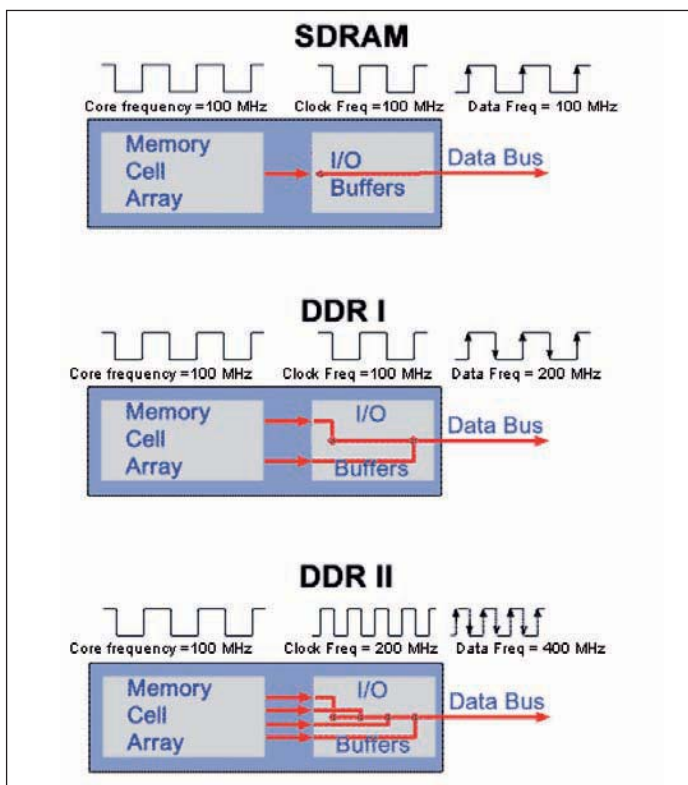 SDRAM
Core frequency =100 MHz
Clock Freq =100 MHz
Data Freq = 100 MHz
Memory
Cell
Array
I/O
Buffers
Data Bus
DDR I
Core frequency =100 MHz
Clock Freq =100 MHz
Data Freq = 200 MHz
Memory
Cell
Array
I/O
Buffers
Data Bus
DDR II
Core frequency =100 MHz
Clock Freq = 200 MHz
Data Freq = 400 MHz
Memory
Cell
Array
I/O
Buffers
Data Bus